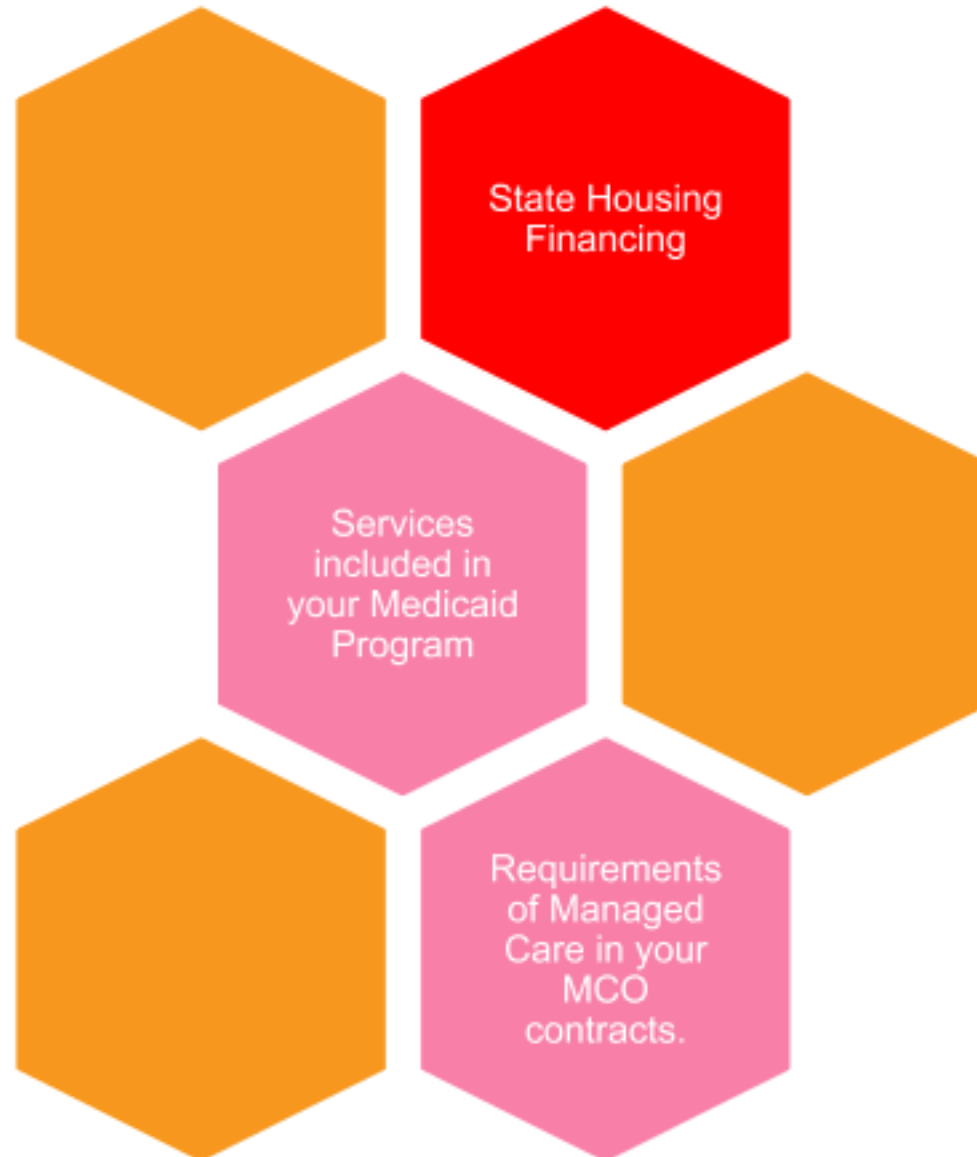 State Housing
Financing
Services
included in
your Medicaid
Program
Requirements
of Managed
Care in your
MCO
contracts.